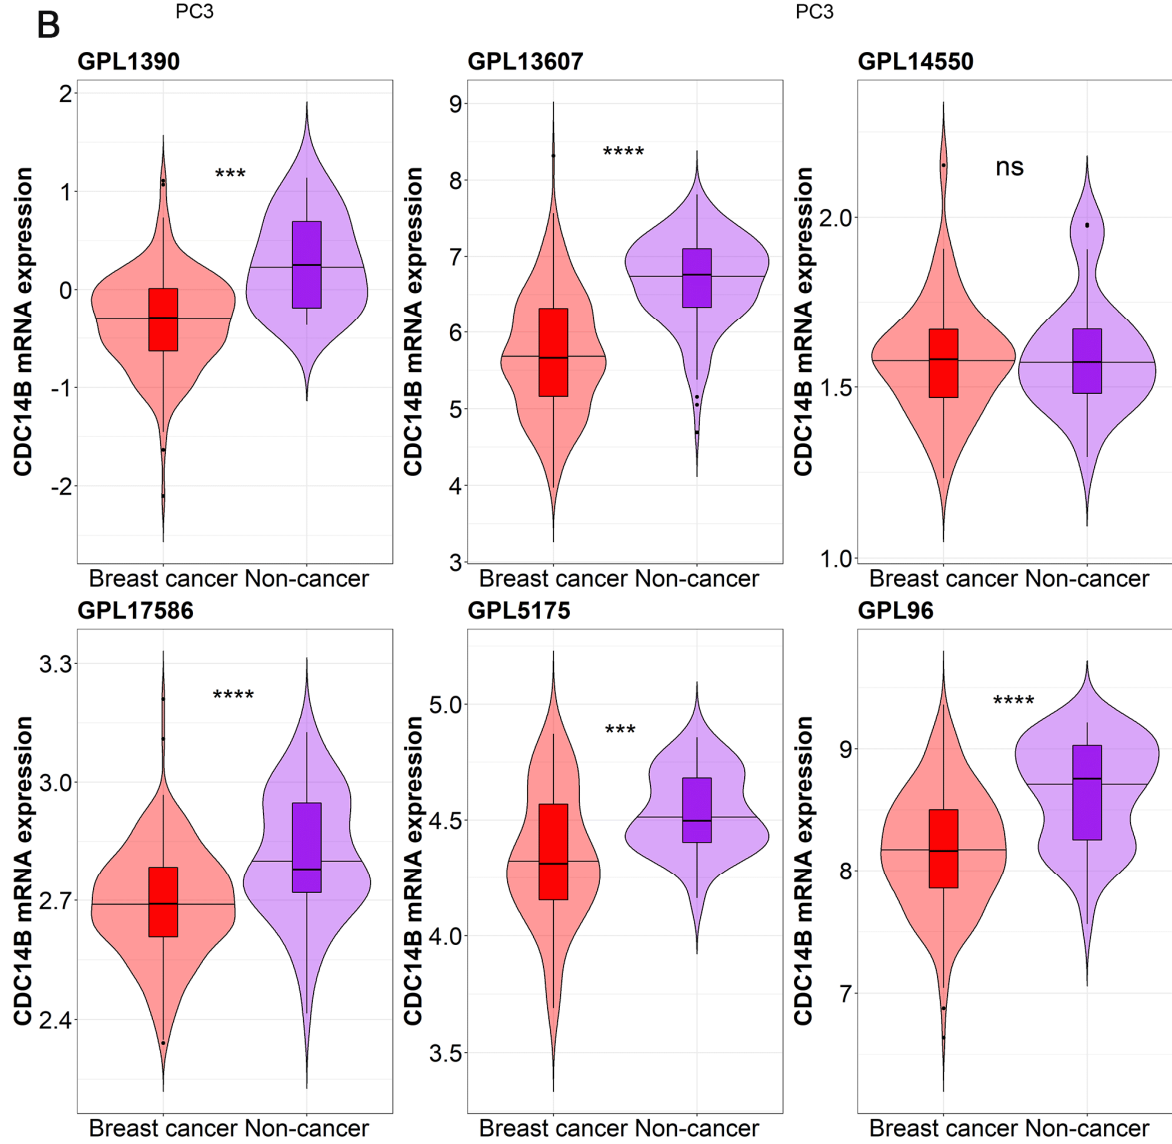 PC3 PC3
B
GPL1390 GPL13607 GPL14550
CDC14B mRNA expression
2
1
0
-1
-2
***
Breast cancer Non-cancer
CDC14B mRNA expression
9
8
7
6
5
4
3
****
Breast cancer Non-cancer
CDC14B mRNA expression
2.0
1.5
1.0
ns
Breast cancer Non-cancer
GPL17586 GPL5175 GPL96
CDC14B mRNA expression
3.3
3.0
2.7
2.4
****
Breast cancer Non-cancer
CDC14B mRNA expression
5.0
4.5
4.0
3.5
***
Breast cancer Non-cancer
CDC14B mRNA expression
9
8
7
****
Breast cancer Non-cancer